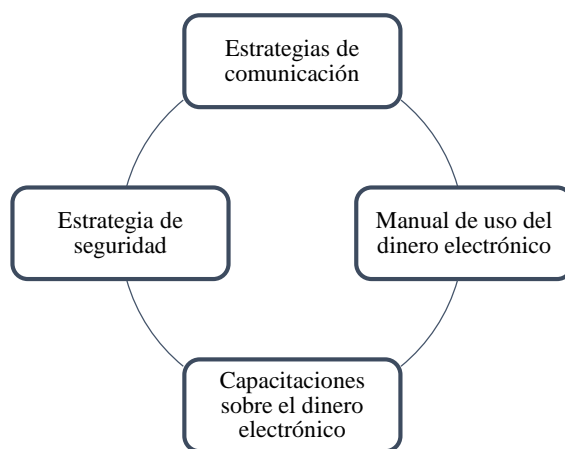 Estrategias de
comunicación
Estrategia de
seguridad
Manual de uso del
dinero electrónico
Capacitaciones
sobre el dinero
electrónico